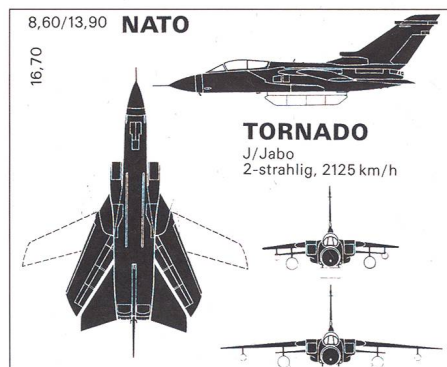 8,60/13,90 NATO
16,70
TORNADO
J/Jabo
2-strahlig, 2125 km/h